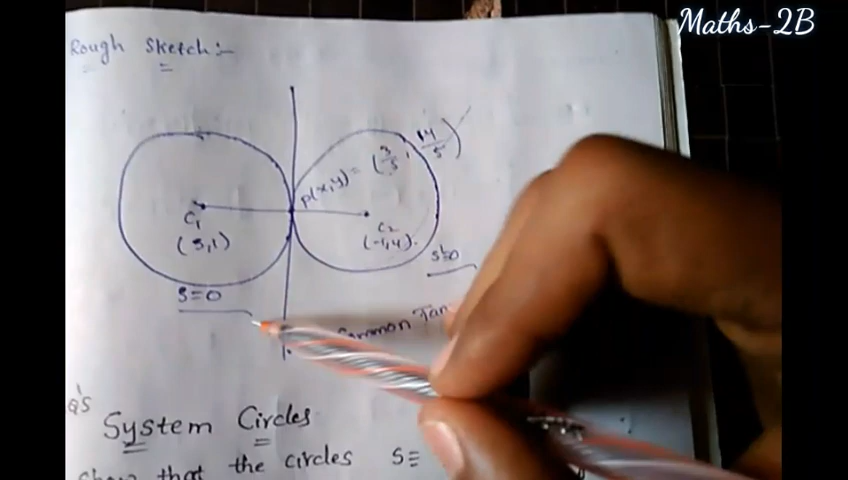 Maths-2B
Rough Sketch:-
P(x,y) = (3/5, 14/5)
C1
(3,1)
C2
(-1,4).
S'=0
S=0
Common Tan
System Circles
Show that the circles S≡